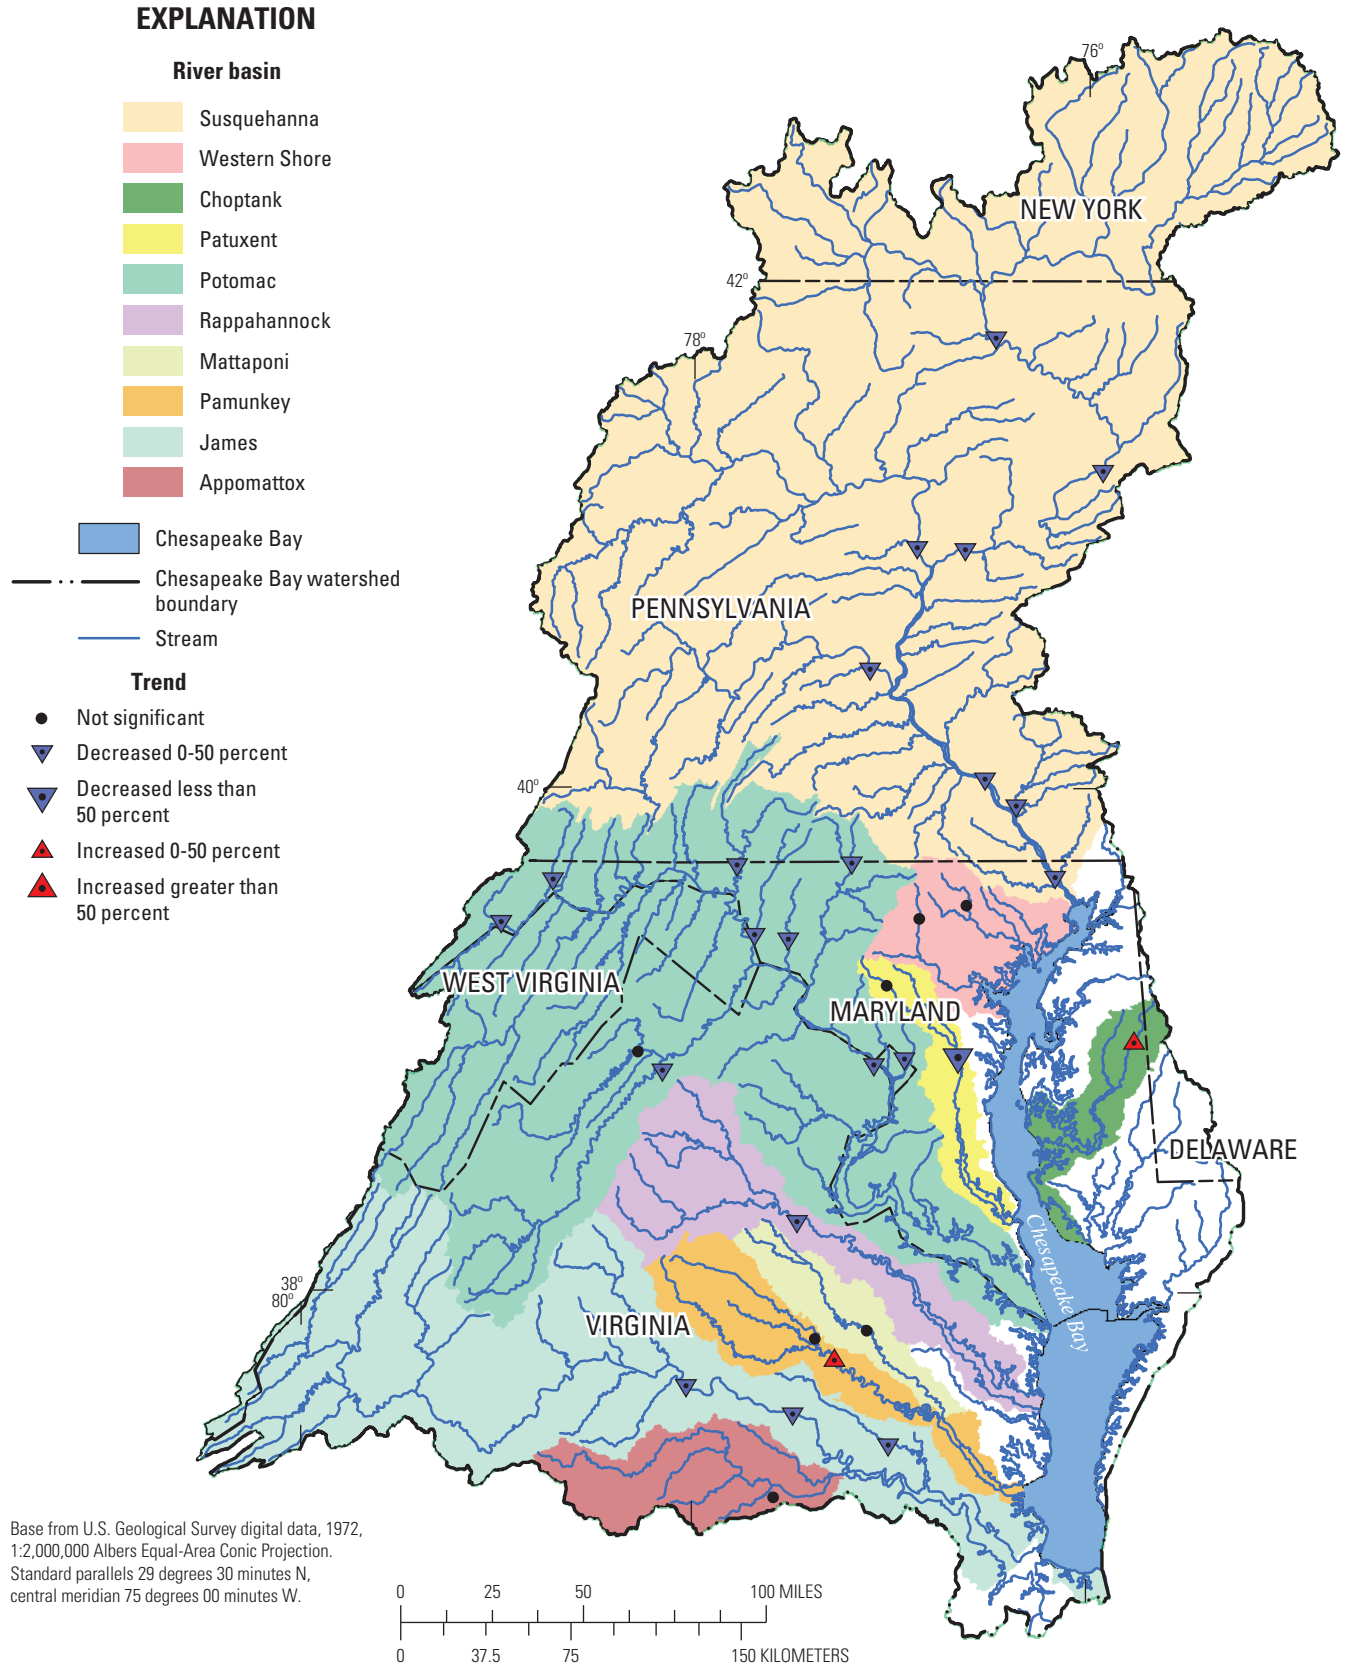 EXPLANATION
River basin
Susquehanna
Western Shore
Choptank
Patuxent
Potomac
Rappahannock
Mattaponi
Pamunkey
James
Appomattox
Chesapeake Bay
Chesapeake Bay watershed
boundary
Stream
Trend
Not significant
Decreased 0-50 percent
Decreased less than
50 percent
Increased 0-50 percent
Increased greater than
50 percent
76°
NEW YORK
42°
78°
PENNSYLVANIA
40°
WEST VIRGINIA
MARYLAND
DELAWARE
Chesapeake Bay
38°
80°
VIRGINIA
Base from U.S. Geological Survey digital data, 1972,
1:2,000,000 Albers Equal-Area Conic Projection.
Standard parallels 29 degrees 30 minutes N,
central meridian 75 degrees 00 minutes W.
0 25 50 100 MILES
0 37.5 75 150 KILOMETERS